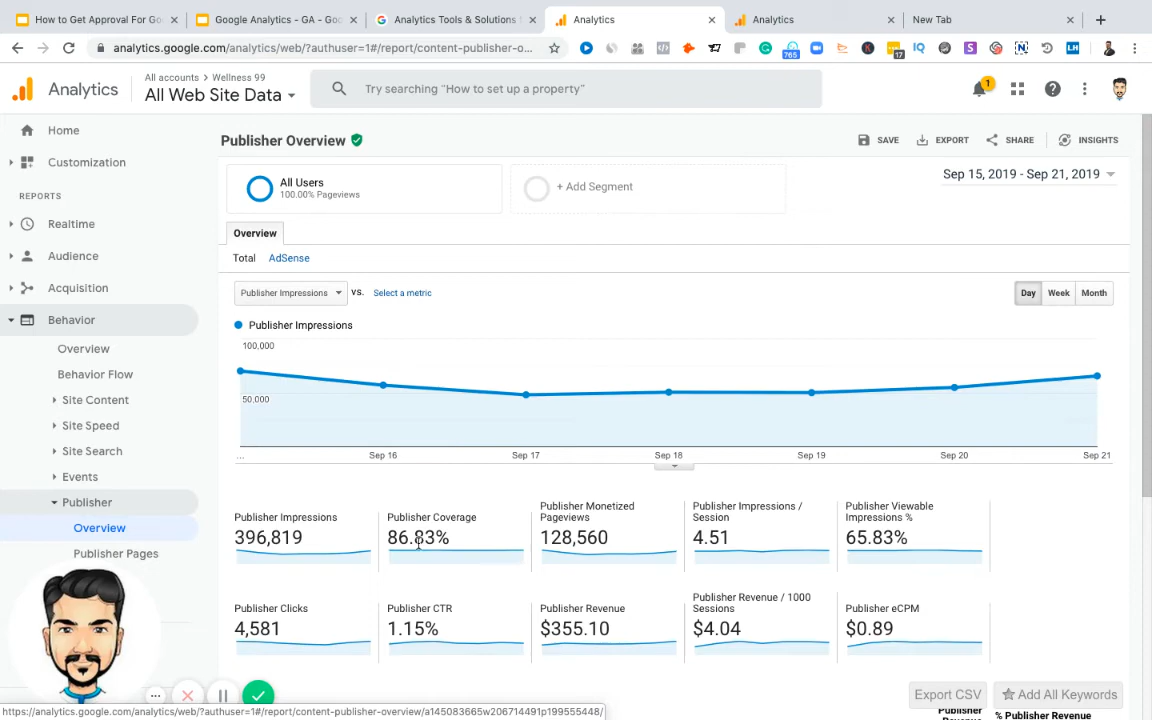 How to Get Approval For Go
Google Analytics - GA - Goo
Analytics Tools & Solutions
Analytics
Analytics
New Tab
analytics.google.com/analytics/web/?authuser=1#/report/content-publisher-o...
765
17
IQ
S
N
LH
Analytics
All accounts > Wellness 99
All Web Site Data
Try searching "How to set up a property"
1
Home
Customization
REPORTS
Realtime
Audience
Acquisition
Behavior
Overview
Behavior Flow
Site Content
Site Speed
Site Search
Events
Publisher
Overview
Publisher Pages
Publisher Overview
SAVE
EXPORT
SHARE
INSIGHTS
All Users
100.00% Pageviews
+ Add Segment
Sep 15, 2019 - Sep 21, 2019
Overview
Total
AdSense
Publisher Impressions
VS.
Select a metric
Day
Week
Month
Publisher Impressions
100,000
50,000
...
Sep 16
Sep 17
Sep 18
Sep 19
Sep 20
Sep 21
Publisher Impressions
396,819
Publisher Coverage
86.83%
Publisher Monetized
Pageviews
128,560
Publisher Impressions /
Session
4.51
Publisher Viewable
Impressions %
65.83%
Publisher Clicks
4,581
Publisher CTR
1.15%
Publisher Revenue
$355.10
Publisher Revenue / 1000
Sessions
$4.04
Publisher eCPM
$0.89
Export CSV
Add All Keywords
Publisher
Revenue
% Publisher Revenue
https://analytics.google.com/analytics/web/?authuser=1#/report/content-publisher-overview/a145083665w206714491p199555448/